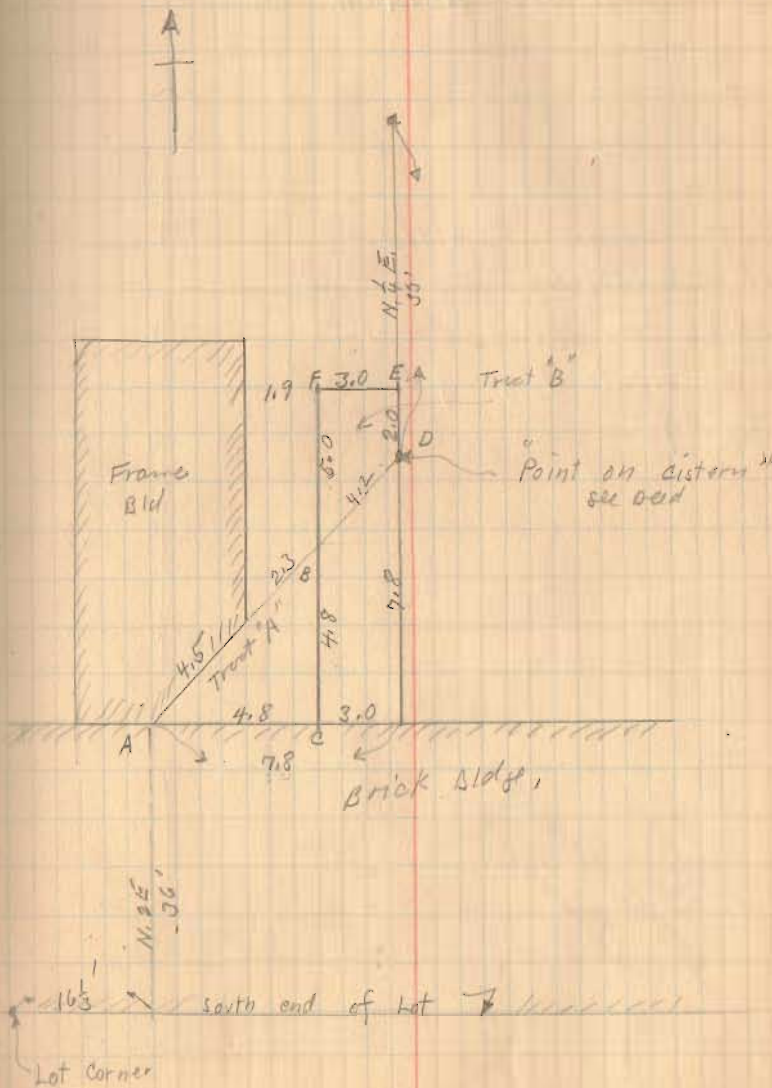 A
N. ¼ E.
55'
1.9
F
3.0
E
A
Tract "B"
5.0
2.0
D
4.2
"Point on cistern"
see deed
Frame
Bld
2.3
B
4.8
7.8
4.5
Tract "A"
4.8
3.0
A
C
7.8
Brick Bldg.
N. 2 E
36'
16⅓'
South end of Lot
Lot Corner